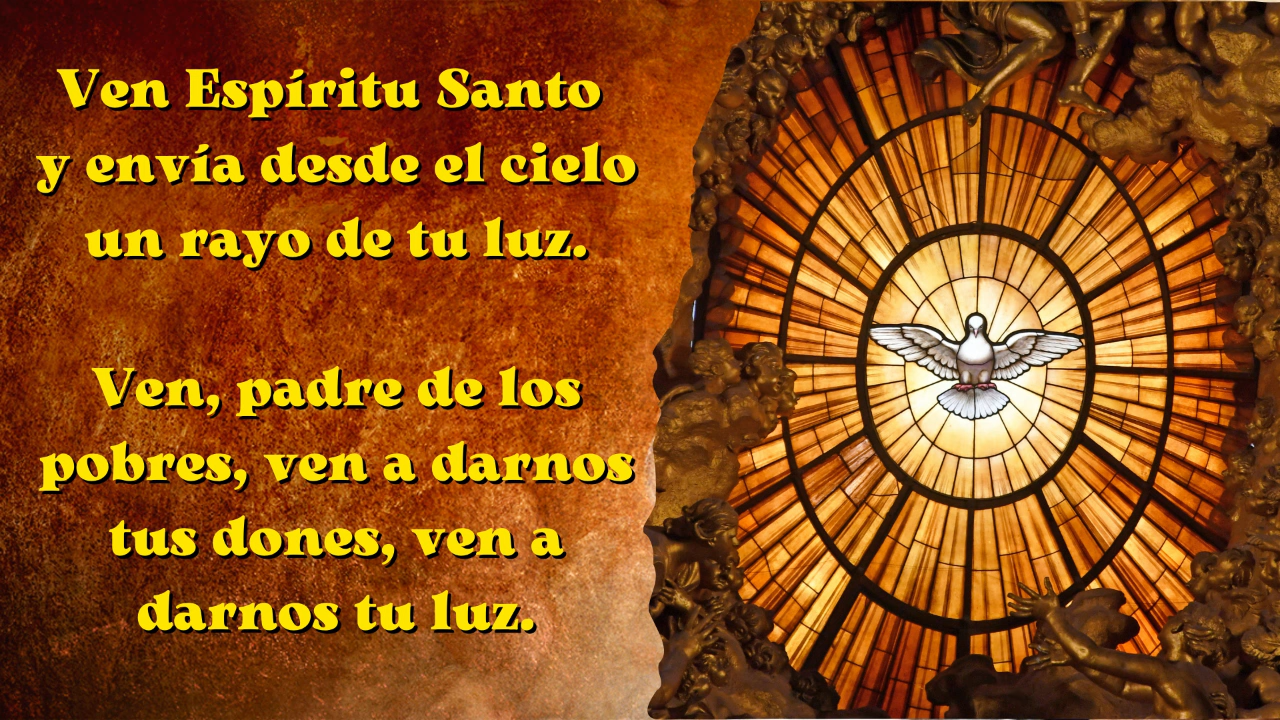 Ven Espíritu Santo
y envía desde el cielo
un rayo de tu luz.
Ven, padre de los
pobres, ven a darnos
tus dones, ven a
darnos tu luz.